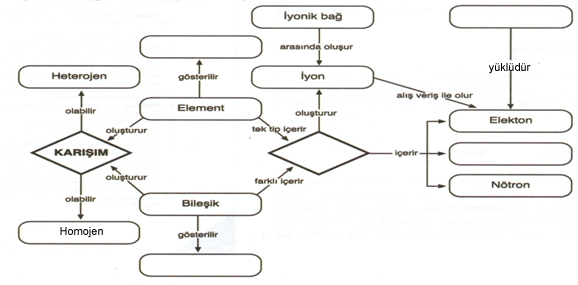 İyonik bağ
arasında oluşur
yüklüdür
gösterilir
Heterojen
İyon
alış veriş ile olur
olabilir
Element
oluşturur
Elekton
oluşturur
tek tip içerir
KARIŞIM
içerir
oluşturur
farklı içerir
olabilir
Bileşik
Nötron
Homojen
gösterilir